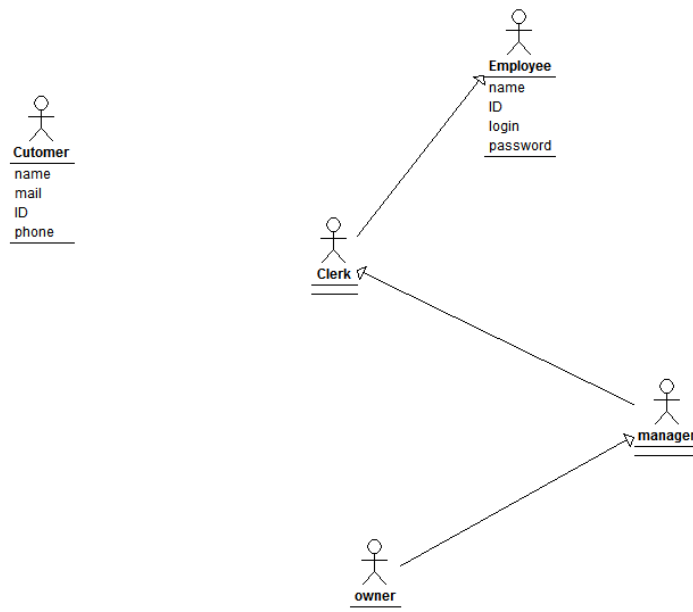 Employee
name
ID
login
password
Cutomer
name
mail
ID
phone
Clerk
manager
owner